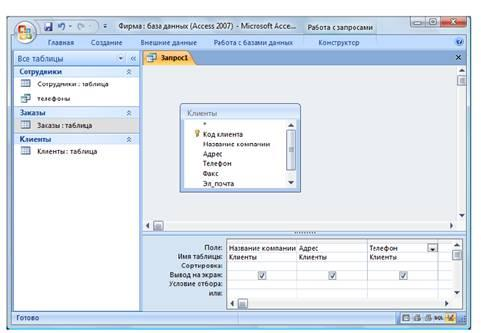 Фирма : база данных (Access 2007) - Microsoft Acce...
Работа с запросами
Главная Создание Внешние данные Работа с базами данных Конструктор
Все таблицы
Запрос1
Сотрудники
Сотрудники : таблица
телефоны
Заказы
Заказы : таблица
Клиенты
Клиенты : таблица
Клиенты
*
Код клиента
Название компании
Адрес
Телефон
Факс
Эл_почта
Поле: Название компании Адрес Телефон
Имя таблицы: Клиенты Клиенты Клиенты
Сортировка:
Вывод на экран:
Условие отбора:
или:
Готово
SQL